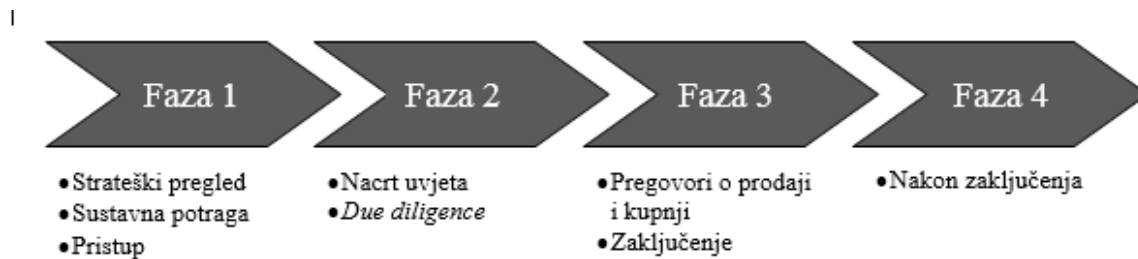 I
Faza 1
Faza 2
Faza 3
Faza 4
•Strateški pregled
•Sustavna potraga
•Pristup
•Nacrt uvjeta
•Due diligence
•Pregovori o prodaji
i kupnji
•Zaključenje
•Nakon zaključenja